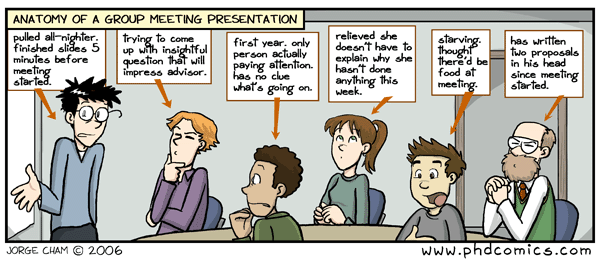 ANATOMY OF A GROUP MEETING PRESENTATION
pulled all-nighter.
finished slides 5
minutes before
meeting
started.
trying to come
up with insightful
question that will
impress advisor.
first year. only
person actually
paying attention.
has no clue
what's going on.
relieved she
doesn't have to
explain why she
hasn't done
anything this
week.
starving.
thought
there'd be
food at
meeting.
has written
two proposals
in his head
since meeting
started.
JORGE CHAM © 2006
www.phdcomics.com